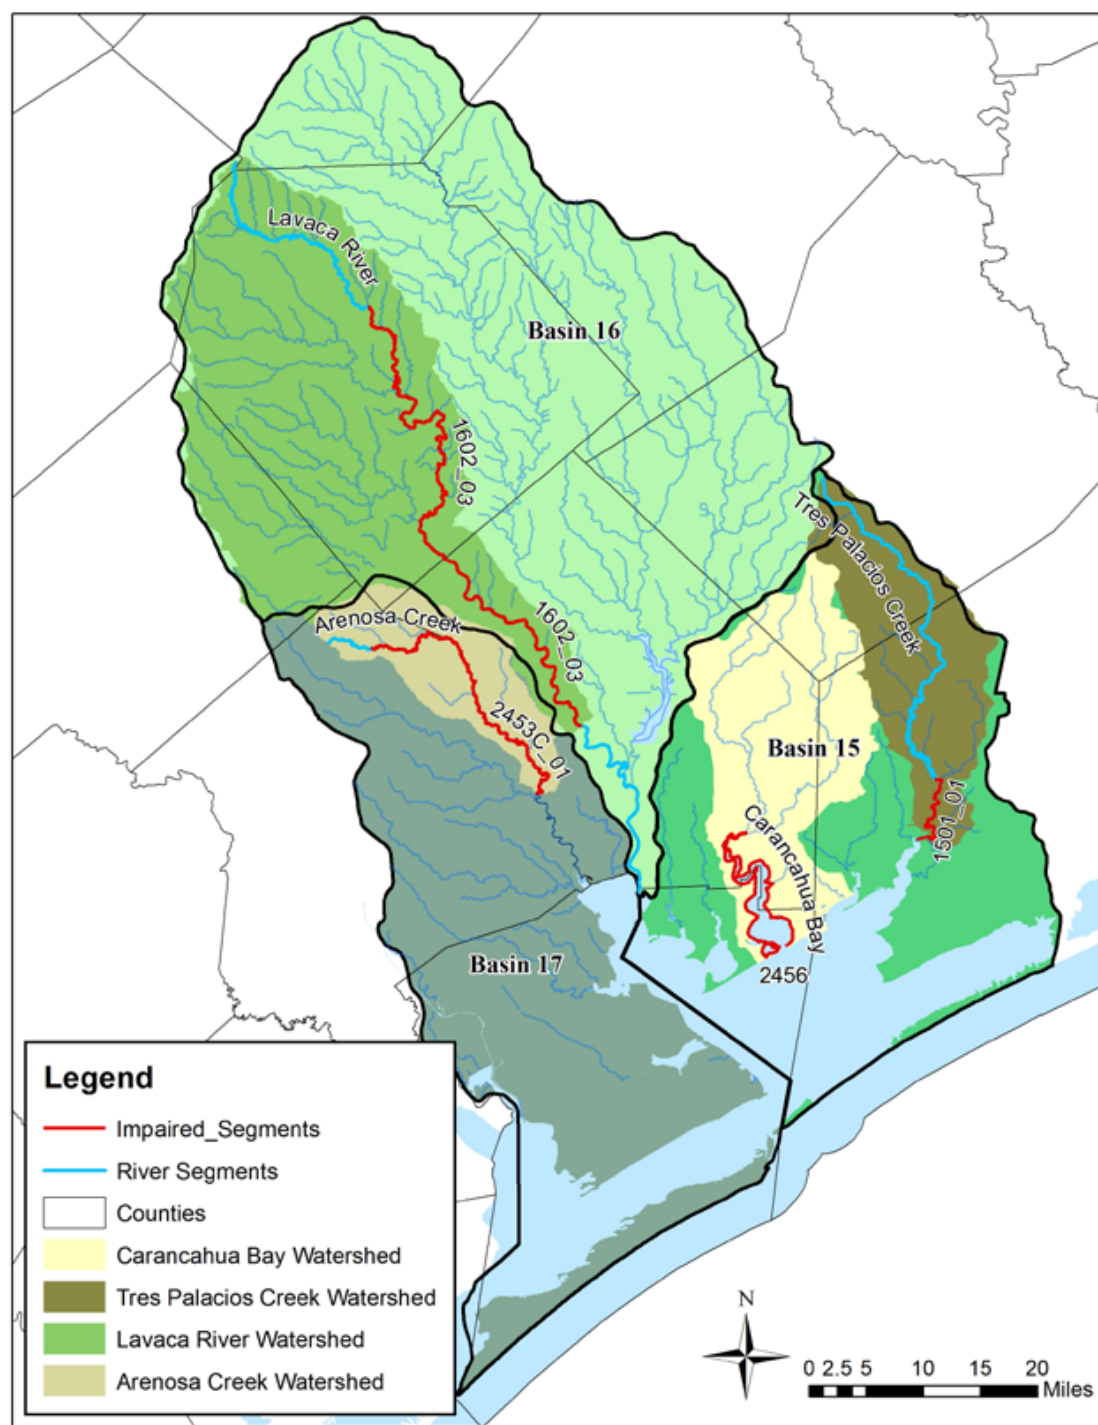 Lavaca River
Basin 16
1602_03
Tres Palacios Creek
1602_03
Arenosa Creek
2453C_01
Basin 15
1501_01
Carancahua Bay
Basin 17
2456
Legend
Impaired_Segments
River Segments
Counties
Carancahua Bay Watershed
Tres Palacios Creek Watershed
Lavaca River Watershed
Arenosa Creek Watershed
N
0 2.5 5 10 15 20
Miles